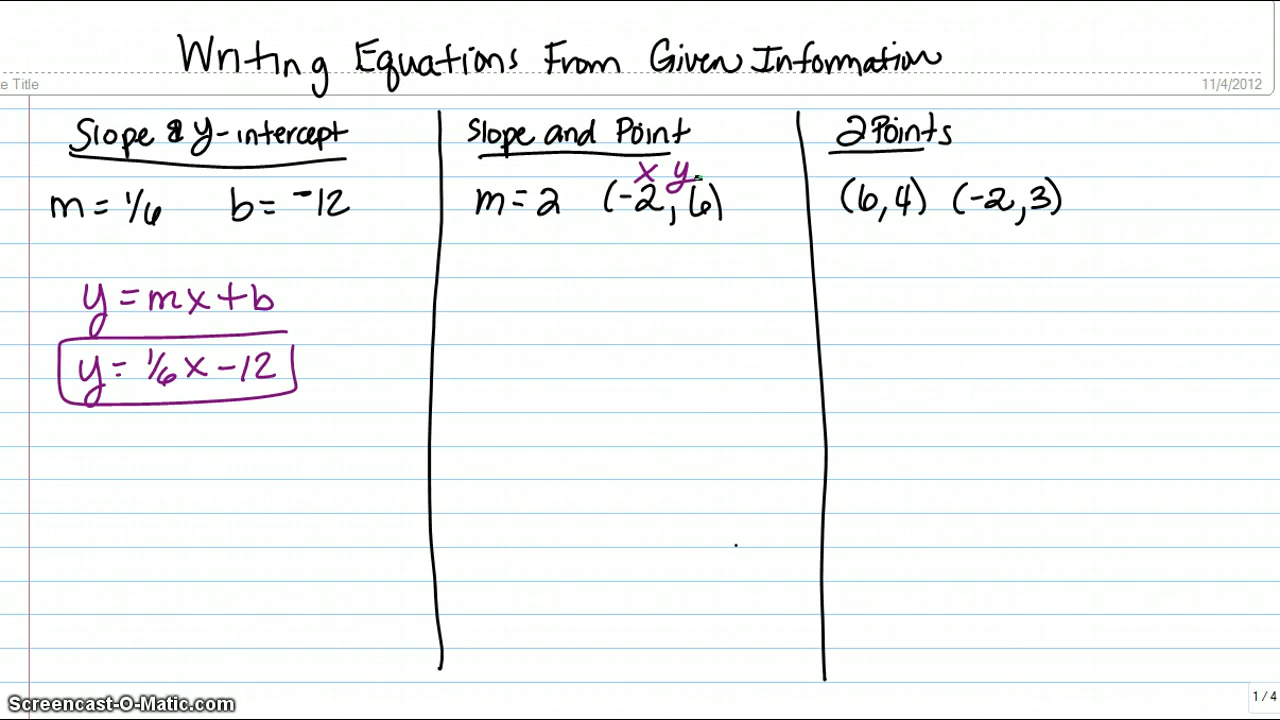 Writing Equations From Given Information
te Title
11/4/2012
Slope & y-intercept
m = 1/6 b = -12
y = mx + b
y = 1/6 x - 12
Slope and Point
x y
m = 2 (-2, 6)
2 Points
(6, 4) (-2, 3)
Screencast-O-Matic.com
1 / 4